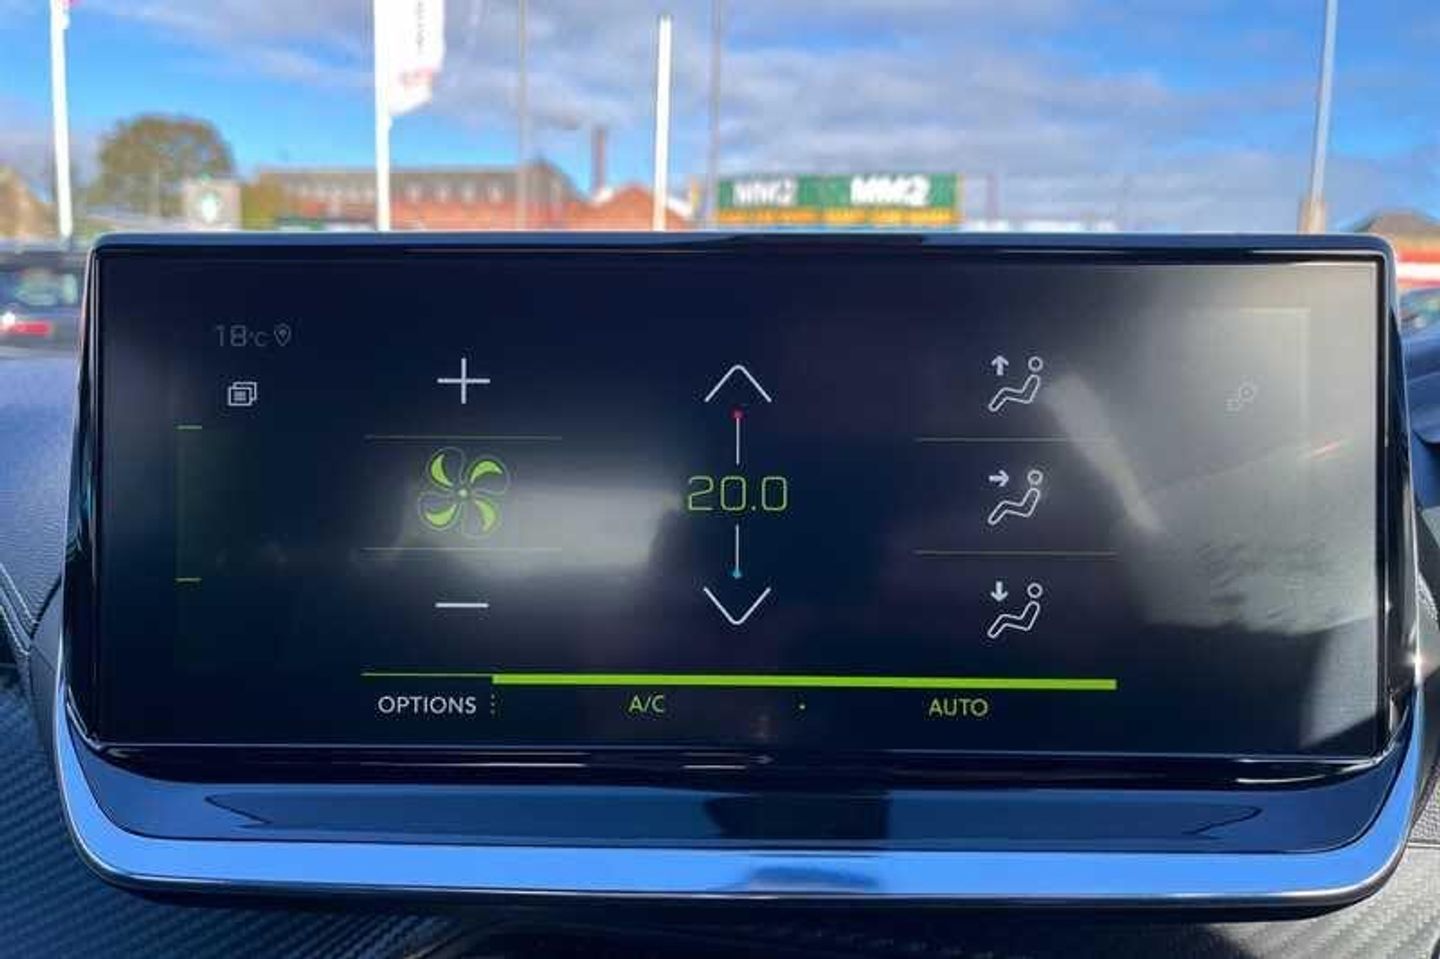 MM2 MM2
18°C
20.0
OPTIONS A/C AUTO